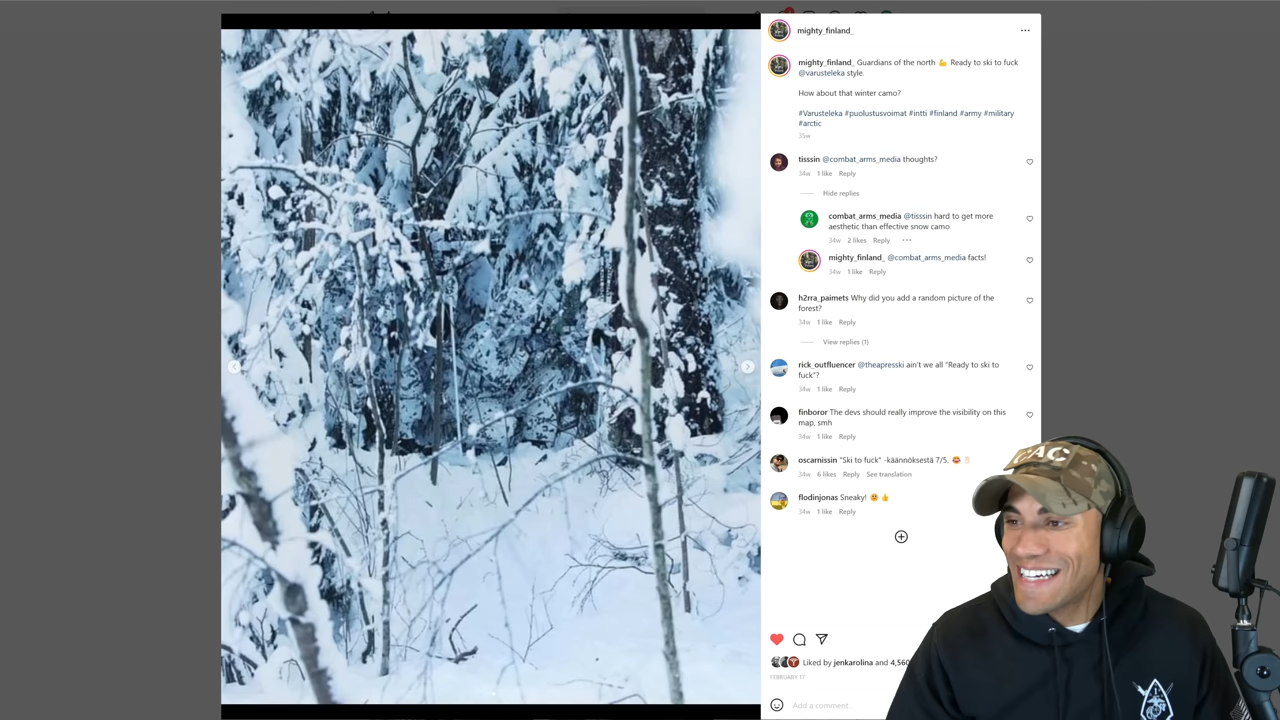 mighty_finland_
mighty_finland_ Guardians of the north 💪 Ready to ski to fuck
@varusteleka style.
How about that winter camo?
#Varusteleka #puolustusvoimat #intti #finland #army #military
#arctic
35w
tisssin @combat_arms_media thoughts?
34w 1 like Reply
Hide replies
combat_arms_media @tisssin hard to get more
aesthetic than effective snow camo
34w 2 likes Reply
mighty_finland_ @combat_arms_media facts!
34w 1 like Reply
h2rra_paimets Why did you add a random picture of the
forest?
34w 1 like Reply
View replies (1)
rick_outfluencer @theapresski ain't we all "Ready to ski to
fuck"?
34w 1 like Reply
finboror The devs should really improve the visibility on this
map, smh
34w 1 like Reply
oscarnissin "Ski to fuck" -käännöksestä 7/5. 😂👌🏻
34w 6 likes Reply See translation
flodinjonas Sneaky! 🙂 👍
34w 1 like Reply
CAC
Liked by jenkarolina and 4,560
FEBRUARY 17
Add a comment...